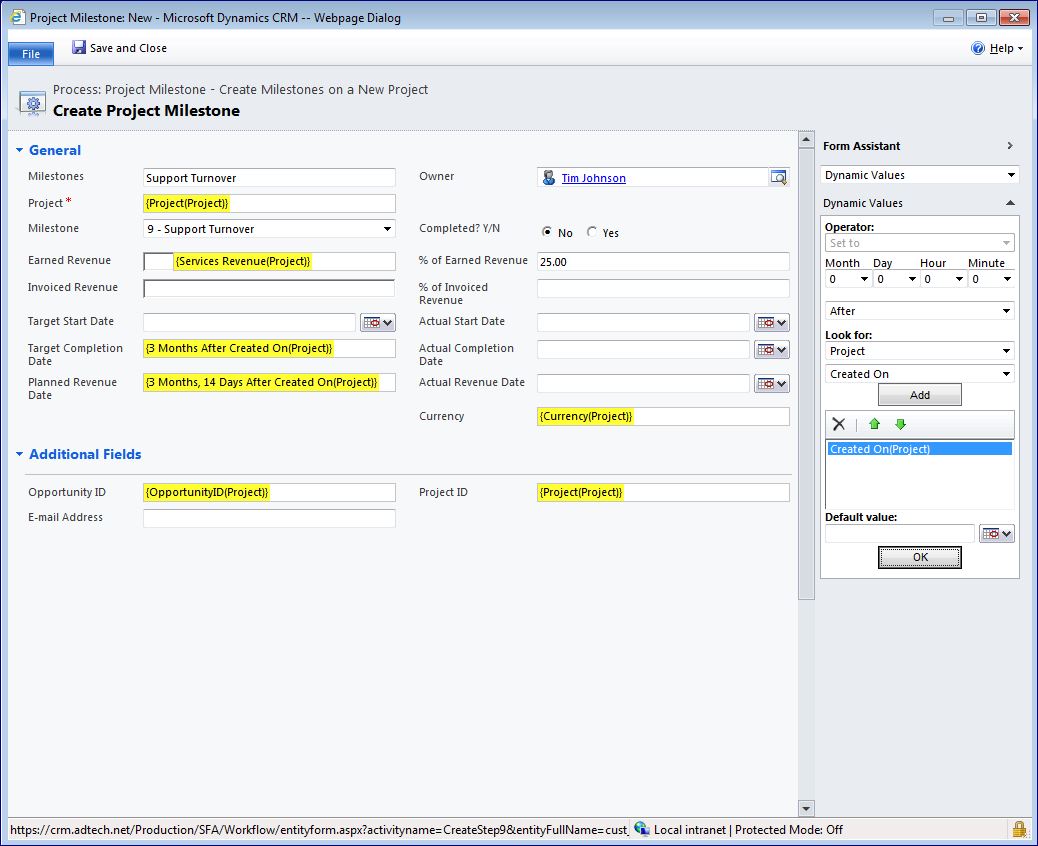 Project Milestone: New - Microsoft Dynamics CRM -- Webpage Dialog
File
Save and Close
Help
Process: Project Milestone - Create Milestones on a New Project
Create Project Milestone
General
Milestones
Support Turnover
Owner
Tim Johnson
Project *
{Project(Project)}
Milestone
9 - Support Turnover
Completed? Y/N
No
Yes
Earned Revenue
{Services Revenue(Project)}
% of Earned Revenue
25.00
Invoiced Revenue
% of Invoiced
Revenue
Target Start Date
Actual Start Date
Target Completion
Date
{3 Months After Created On(Project)}
Actual Completion
Date
Planned Revenue
Date
{3 Months, 14 Days After Created On(Project)}
Actual Revenue Date
Currency
{Currency(Project)}
Additional Fields
Opportunity ID
{OpportunityID(Project)}
Project ID
{Project(Project)}
E-mail Address
Form Assistant
Dynamic Values
Dynamic Values
Operator:
Set to
Month Day Hour Minute
0 0 0 0
After
Look for:
Project
Created On
Add
Created On(Project)
Default value:
OK
https://crm.adtech.net/Production/SFA/Workflow/entityform.aspx?activityname=CreateStep9&entityFullName=cust_
Local intranet | Protected Mode: Off